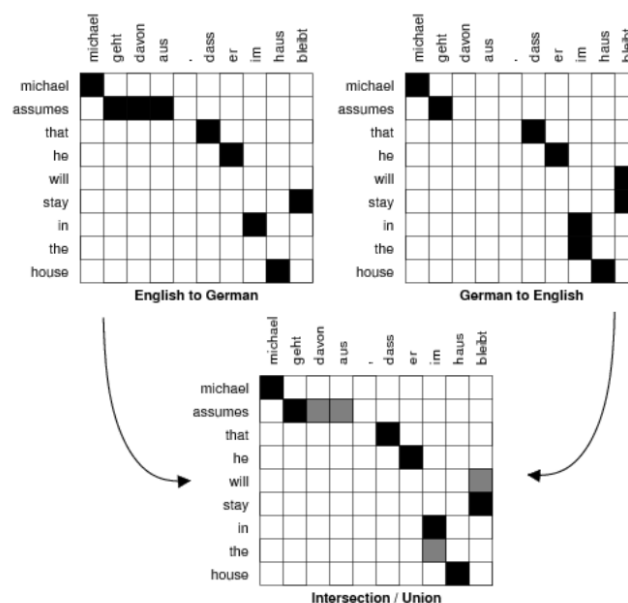 michael
geht
davon
aus
,
dass
er
im
haus
bleibt
michael
assumes
that
he
will
stay
in
the
house
English to German
michael
geht
davon
aus
,
dass
er
im
haus
bleibt
michael
assumes
that
he
will
stay
in
the
house
German to English
michael
geht
davon
aus
,
dass
er
im
haus
bleibt
michael
assumes
that
he
will
stay
in
the
house
Intersection / Union